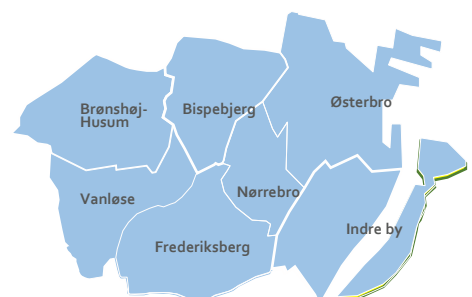 Østerbro
Brønshøj-
Husum
Bispebjerg
Nørrebro
Vanløse
Indre by
Frederiksberg